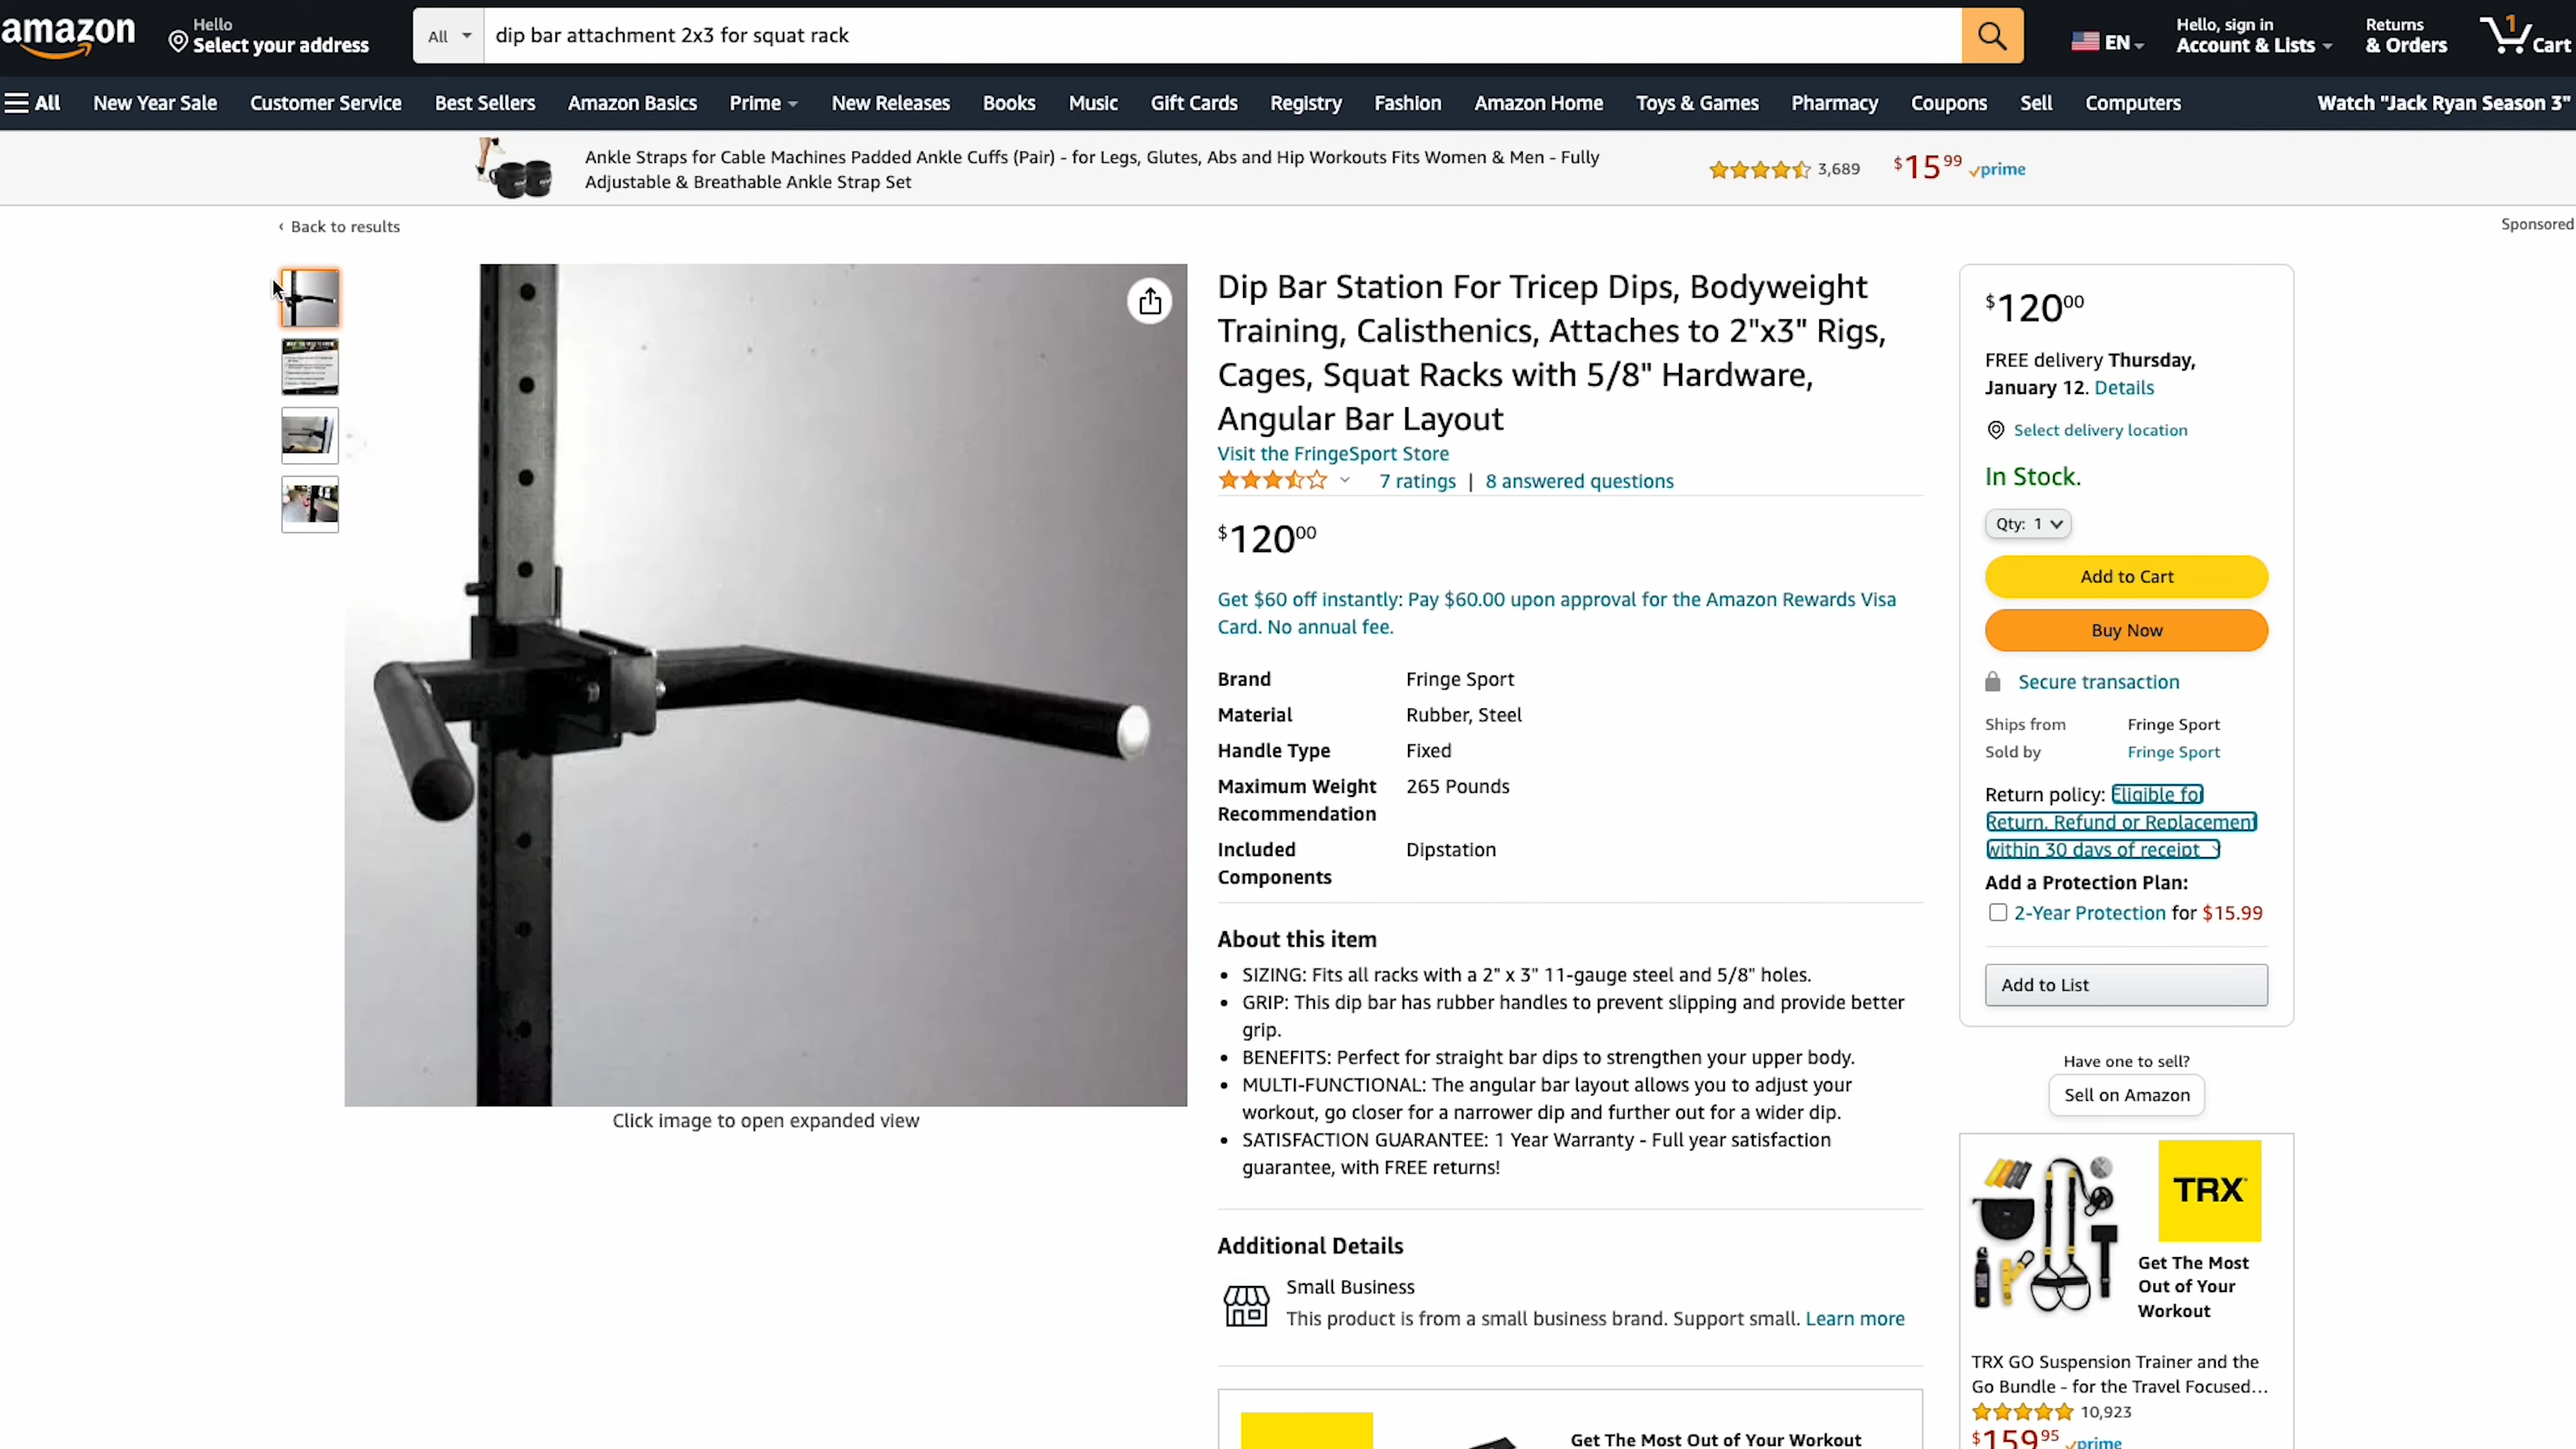 amazon
Hello
Select your address
All
dip bar attachment 2x3 for squat rack
EN
Hello, sign in
Account & Lists
Returns
& Orders
1
Cart
All
New Year Sale
Customer Service
Best Sellers
Amazon Basics
Prime
New Releases
Books
Music
Gift Cards
Registry
Fashion
Amazon Home
Toys & Games
Pharmacy
Coupons
Sell
Computers
Watch "Jack Ryan Season 3"
Ankle Straps for Cable Machines Padded Ankle Cuffs (Pair) - for Legs, Glutes, Abs and Hip Workouts Fits Women & Men - Fully
Adjustable & Breathable Ankle Strap Set
3,689
$15 99
prime
‹ Back to results
Sponsored
Click image to open expanded view
Dip Bar Station For Tricep Dips, Bodyweight
Training, Calisthenics, Attaches to 2"x3" Rigs,
Cages, Squat Racks with 5/8" Hardware,
Angular Bar Layout
Visit the FringeSport Store
7 ratings | 8 answered questions
$120 00
Get $60 off instantly: Pay $60.00 upon approval for the Amazon Rewards Visa
Card. No annual fee.
Brand Fringe Sport
Material Rubber, Steel
Handle Type Fixed
Maximum Weight 265 Pounds
Recommendation
Included Dipstation
Components
About this item
• SIZING: Fits all racks with a 2" x 3" 11-gauge steel and 5/8" holes.
• GRIP: This dip bar has rubber handles to prevent slipping and provide better
grip.
• BENEFITS: Perfect for straight bar dips to strengthen your upper body.
• MULTI-FUNCTIONAL: The angular bar layout allows you to adjust your
workout, go closer for a narrower dip and further out for a wider dip.
• SATISFACTION GUARANTEE: 1 Year Warranty - Full year satisfaction
guarantee, with FREE returns!
Additional Details
Small Business
This product is from a small business brand. Support small. Learn more
Get The Most Out of Your Workout
$120 00
FREE delivery Thursday,
January 12. Details
Select delivery location
In Stock.
Qty: 1
Add to Cart
Buy Now
Secure transaction
Ships from Fringe Sport
Sold by Fringe Sport
Return policy: Eligible for
Return, Refund or Replacement
within 30 days of receipt
Add a Protection Plan:
2-Year Protection for $15.99
Add to List
Have one to sell?
Sell on Amazon
TRX
Get The Most
Out of Your
Workout
TRX GO Suspension Trainer and the
Go Bundle - for the Travel Focused...
10,923
$159 95
prime